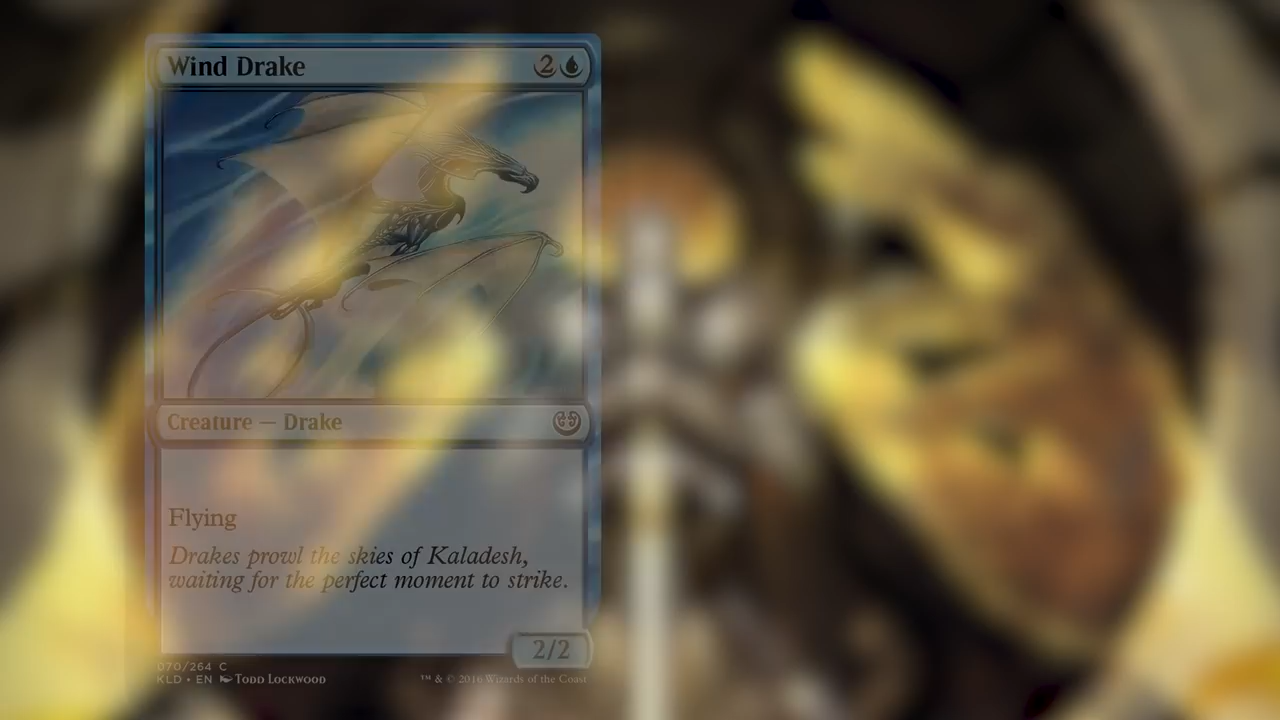 Wind Drake 2
Creature — Drake
Flying
Drakes prowl the skies of Kaladesh,
waiting for the perfect moment to strike.
2/2
070/264 C
KLD • EN Todd Lockwood ™ & © 2016 Wizards of the Coast